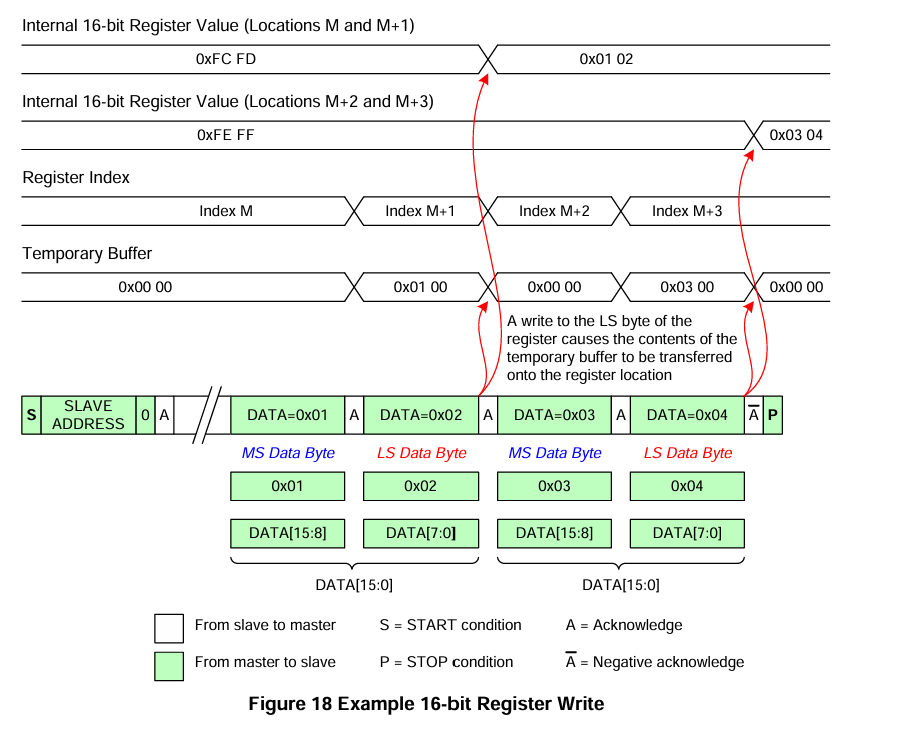 Internal 16-bit Register Value (Locations M and M+1)
0xFC FD
0x01 02
Internal 16-bit Register Value (Locations M+2 and M+3)
0xFE FF
0x03 04
Register Index
Index M
Index M+1
Index M+2
Index M+3
Temporary Buffer
0x00 00
0x01 00
0x00 00
0x03 00
0x00 00
A write to the LS byte of the
register causes the contents of the
temporary buffer to be transferred
onto the register location
S
SLAVE
ADDRESS
0
A
DATA=0x01
A
DATA=0x02
A
DATA=0x03
A
DATA=0x04
A̅
P
MS Data Byte
LS Data Byte
MS Data Byte
LS Data Byte
0x01
0x02
0x03
0x04
DATA[15:8]
DATA[7:0]
DATA[15:8]
DATA[7:0]
DATA[15:0]
DATA[15:0]
From slave to master
S = START condition
A = Acknowledge
From master to slave
P = STOP condition
A̅ = Negative acknowledge
Figure 18 Example 16-bit Register Write